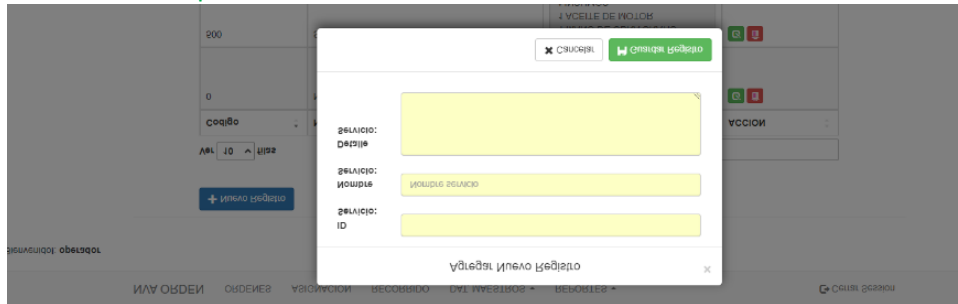 NVA ORDEN ORDENES ASIGNACION RECORRIDO DAT MAESTROS REPORTES Cerrar Session
Bienvenido!: operador
Agregar Nuevo Registro ×
ID Servicio:
Nombre Servicio: Nombre servicio
Detalle Servicio:
Cancelar Guardar Registro
+ Nuevo Registro
Ver 10 filas
Codigo ACCION
0
500
1 ACEITE DE MOTOR